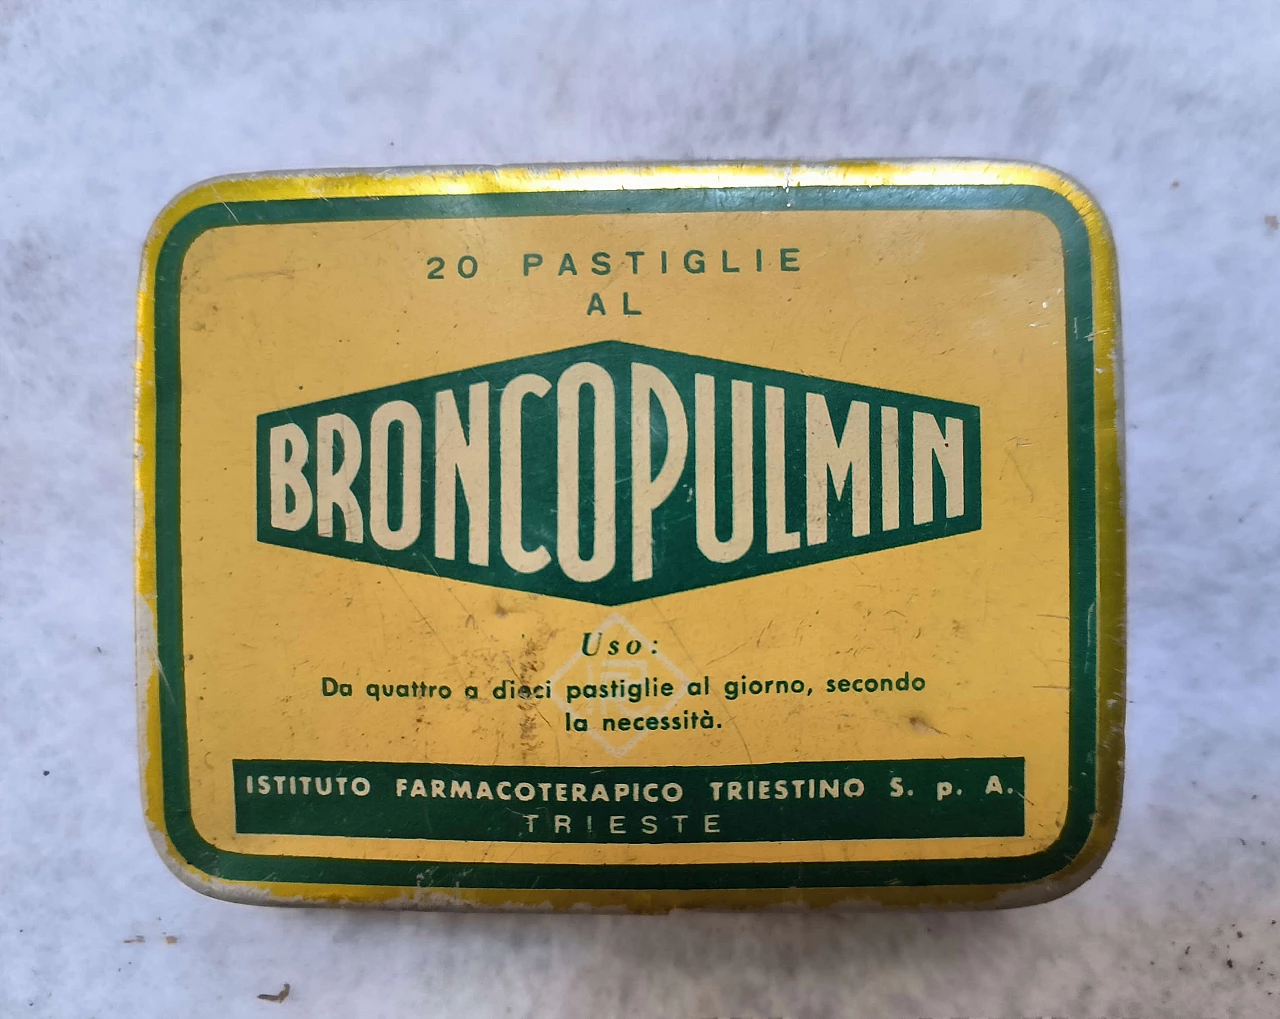 20 PASTIGLIE
AL
BRONCOPULMIN
Uso:
Da quattro a dieci pastiglie al giorno, secondo
la necessità.
ISTITUTO FARMACOTERAPICO TRIESTINO S. p. A.
TRIESTE